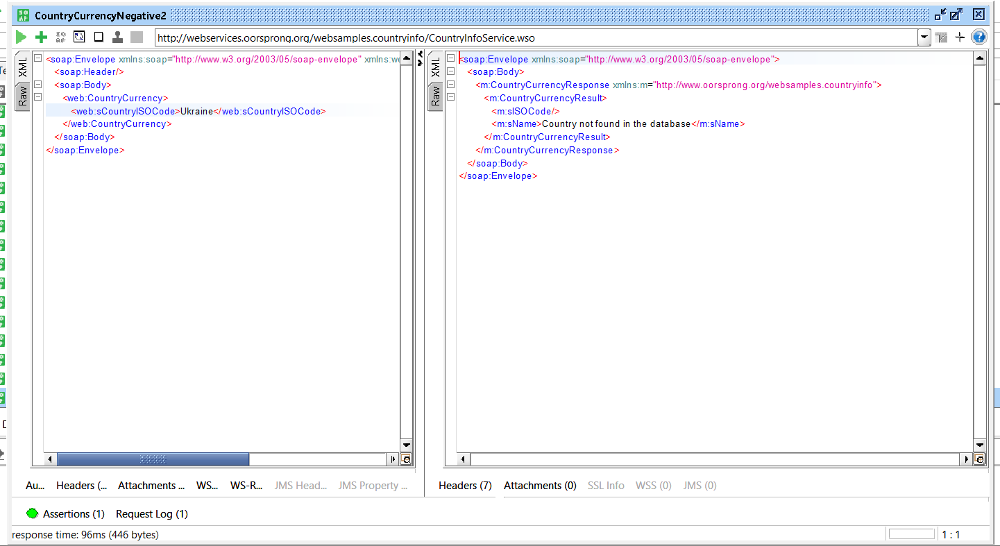 CountryCurrencyNegative2
http://webservices.oorsprong.org/websamples.countryinfo/CountryInfoService.wso
XML
Raw
<soap:Envelope xmlns:soap="http://www.w3.org/2003/05/soap-envelope" xmlns:we
<soap:Header/>
<soap:Body>
<web:CountryCurrency>
<web:sCountryISOCode>Ukraine</web:sCountryISOCode>
</web:CountryCurrency>
</soap:Body>
</soap:Envelope>
XML
Raw
<soap:Envelope xmlns:soap="http://www.w3.org/2003/05/soap-envelope">
<soap:Body>
<m:CountryCurrencyResponse xmlns:m="http://www.oorsprong.org/websamples.countryinfo">
<m:CountryCurrencyResult>
<m:sISOCode/>
<m:sName>Country not found in the database</m:sName>
</m:CountryCurrencyResult>
</m:CountryCurrencyResponse>
</soap:Body>
</soap:Envelope>
Au... Headers (... Attachments ... WS... WS-R... JMS Head... JMS Property ...
Headers (7) Attachments (0) SSL Info WSS (0) JMS (0)
Assertions (1) Request Log (1)
response time: 96ms (446 bytes)
1 : 1